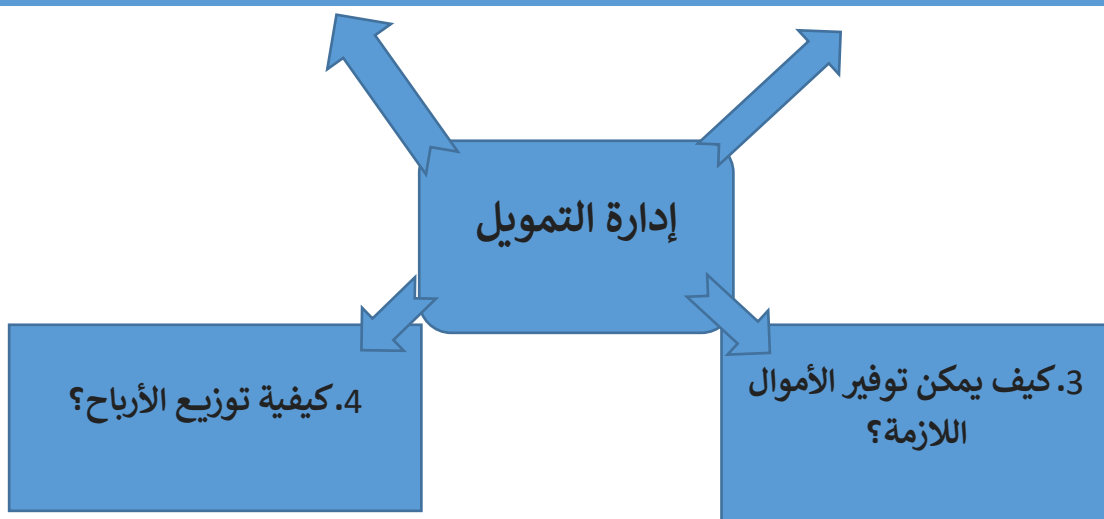 إدارة التمويل
3.كيف يمكن توفير الأموال
اللازمة؟
4.كيفية توزيع الأرباح؟